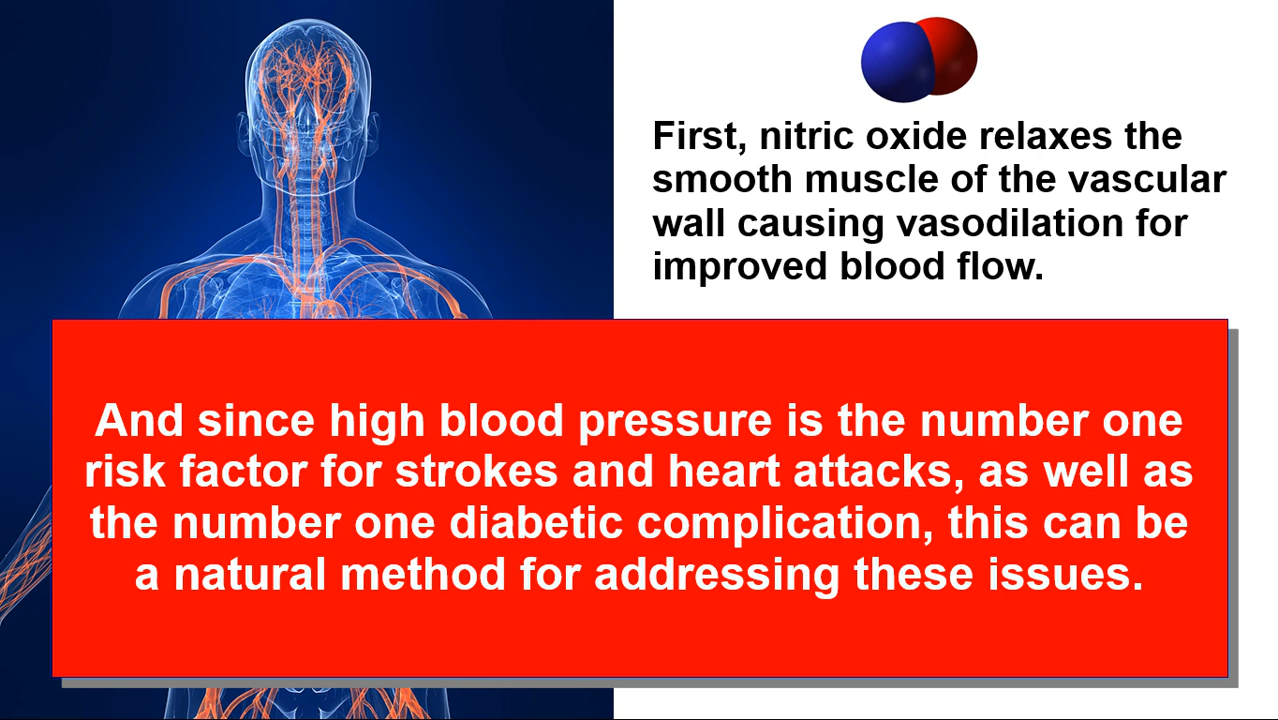 First, nitric oxide relaxes the
smooth muscle of the vascular
wall causing vasodilation for
improved blood flow.
And since high blood pressure is the number one
risk factor for strokes and heart attacks, as well as
the number one diabetic complication, this can be
a natural method for addressing these issues.